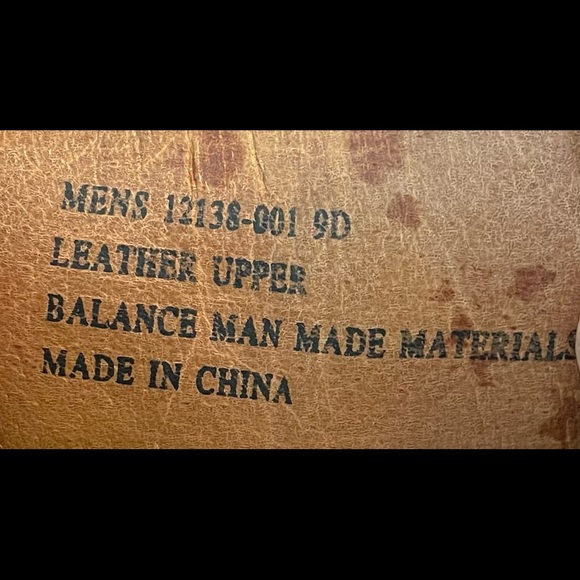 MENS 12138-001 9D
LEATHER UPPER
BALANCE MAN MADE MATERIALS
MADE IN CHINA